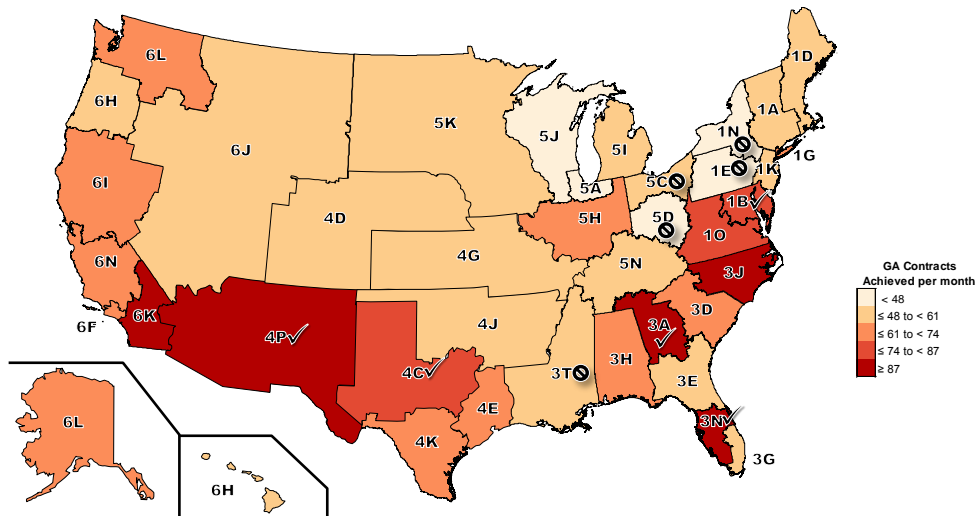 6L
1D
6H
1A
5K
5J
1N
6J
5I
1G
1E
1K
6I
5A
5C
1B
4D
5H
5D
1O
4G
6N
5N
3J
GA Contracts
Achieved per month
< 48
≤ 48 to < 61
≤ 61 to < 74
≤ 74 to < 87
≥ 87
6K
6F
4P
4J
3A
3D
3H
4C
3T
3E
4E
3N
6L
4K
3G
6H